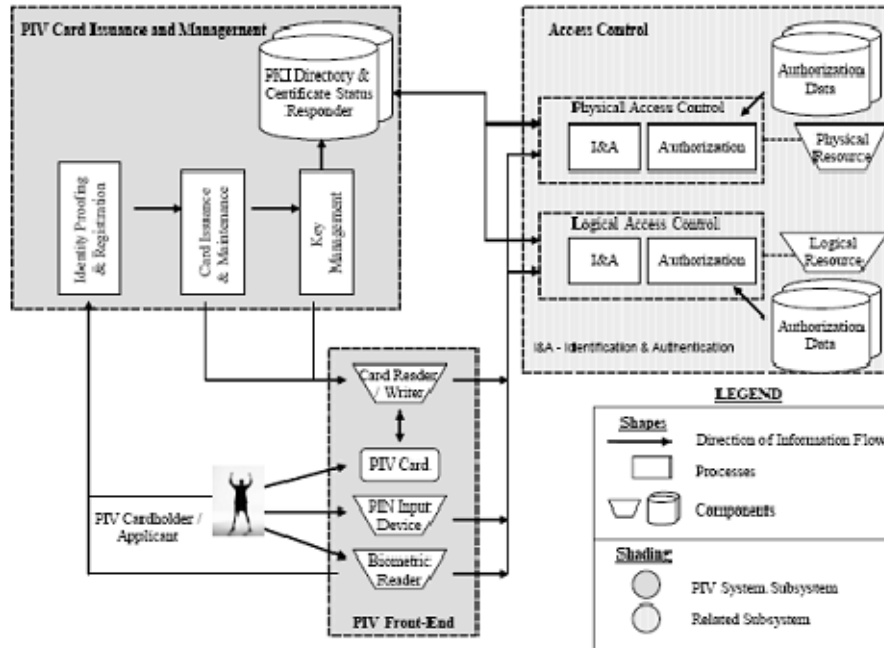 PIV Card Issuance and Management
PKI Directory &
Certificate Status
Responder
Identity Proofing
& Registration
Card Issuance
& Maintenance
Key
Management
Access Control
Authorization
Data
Physical Access Control
I&A
Authorization
Physical
Resource
Logical Access Control
I&A
Authorization
Logical
Resource
Authorization
Data
I&A - Identification & Authentication
Card Reader
/ Writer
PIV Card
PIN Input
Device
Biometric
Reader
PIV Front-End
PIV Cardholder /
Applicant
LEGEND
Shapes
Direction of Information Flow
Processes
Components
Shading
PIV System Subsystem
Related Subsystem